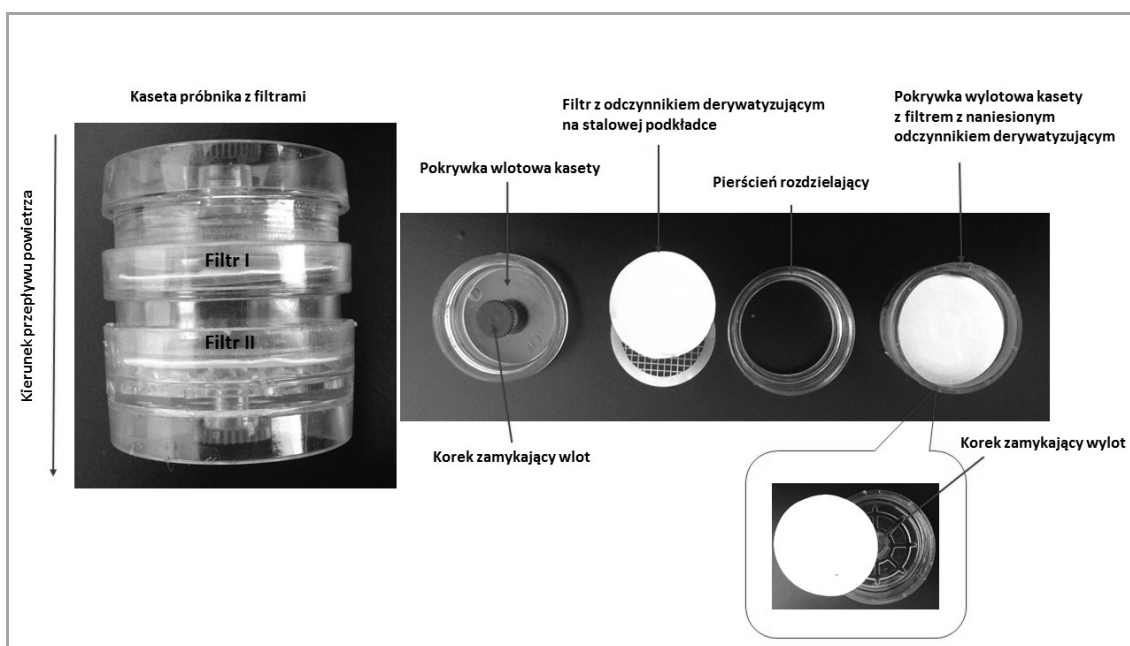 Kaseta próbnika z filtrami
Kierunek przepływu powietrza
Filtr I
Filtr II
Pokrywka wlotowa kasety
Filtr z odczynnikiem derywatyzującym
na stalowej podkładce
Pierścień rozdzielający
Pokrywka wylotowa kasety
z filtrem z naniesionym
odczynnikiem derywatyzującym
Korek zamykający wlot
Korek zamykający wylot